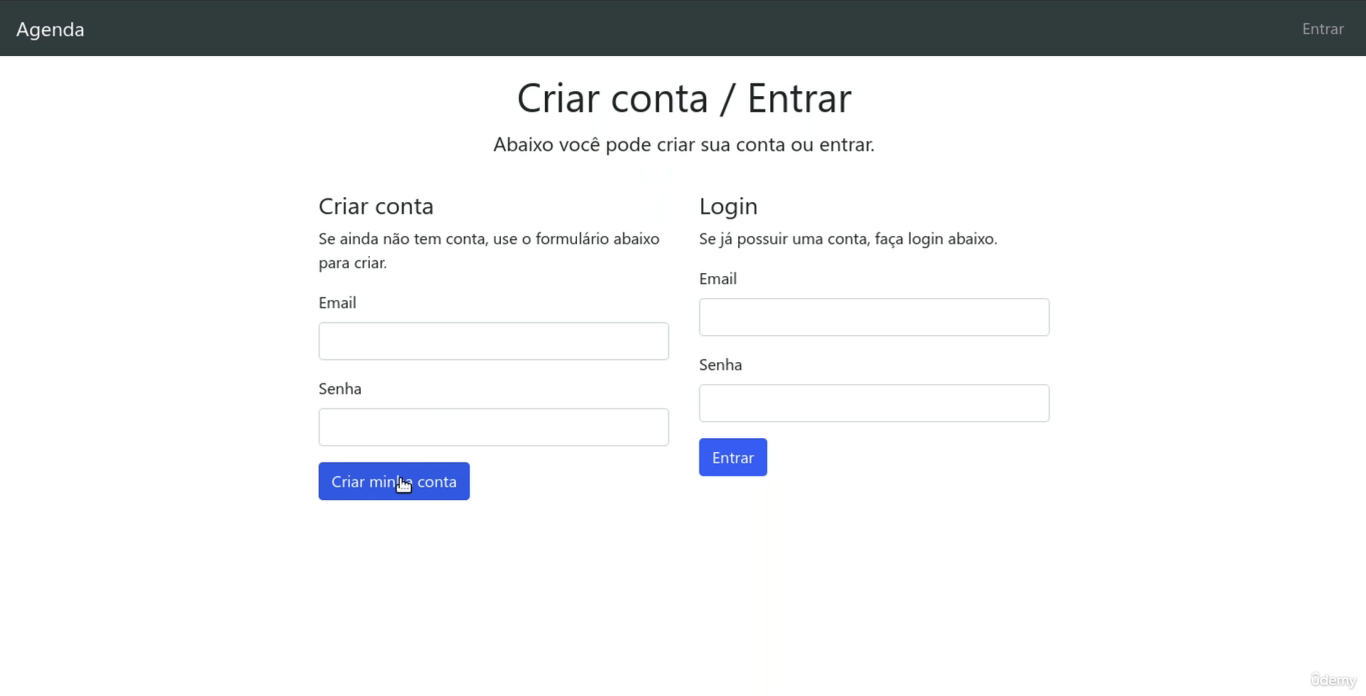 Agenda
Entrar
Criar conta / Entrar
Abaixo você pode criar sua conta ou entrar.
Criar conta
Se ainda não tem conta, use o formulário abaixo
para criar.
Email
Senha
Criar minha conta
Login
Se já possuir uma conta, faça login abaixo.
Email
Senha
Entrar
ûdemy